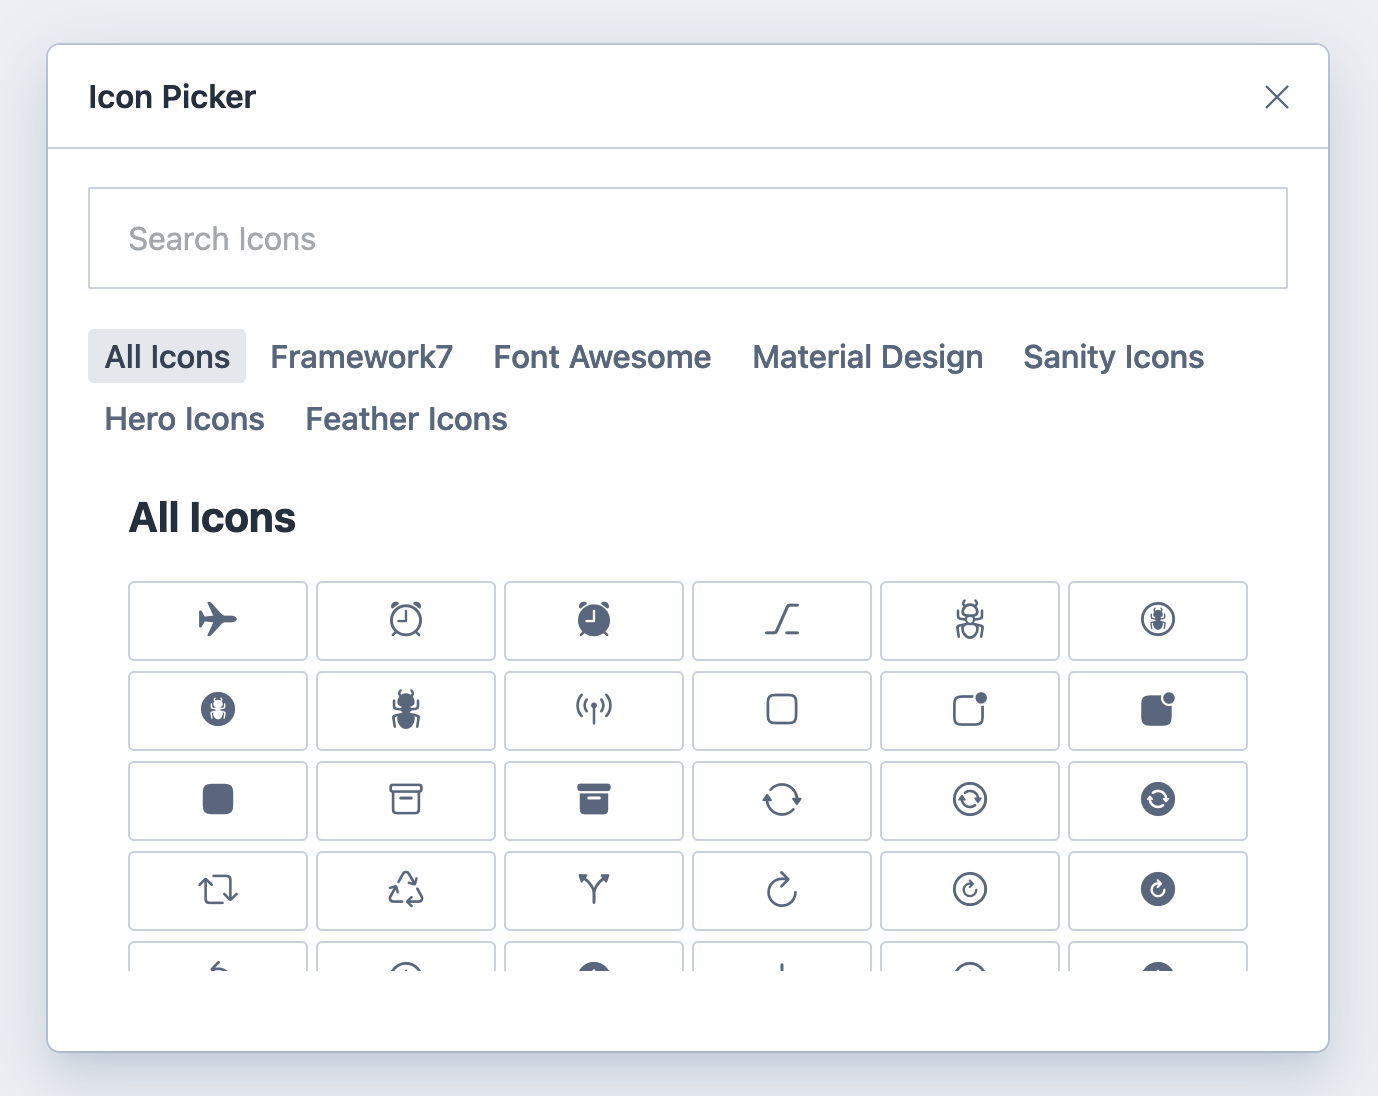 Icon Picker
Search Icons
All Icons Framework7 Font Awesome Material Design Sanity Icons
Hero Icons Feather Icons
All Icons